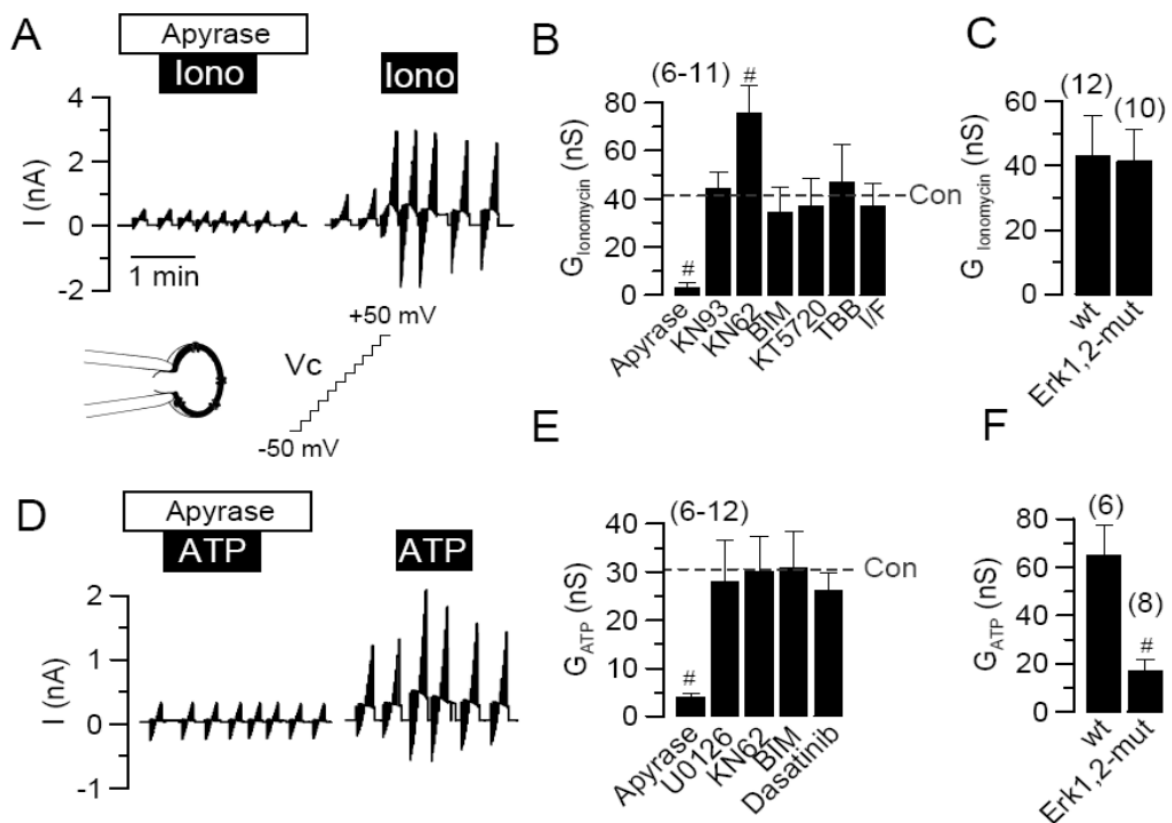 A
Apyrase
Iono
Iono
4
3
2
1
0
-2
I (nA)
1 min
+50 mV
Vc
-50 mV
B
(6-11)
#
#
80
60
40
20
0
G Ionomycin (nS)
Con
Apyrase
KN93
KN62
BIM
KT5720
TBB
I/F
C
(12)
(10)
60
40
20
0
G Ionomycin (nS)
wt
Erk1,2-mut
D
Apyrase
ATP
ATP
2
1
0
-1
I (nA)
E
(6-12)
#
40
30
20
10
0
GATP (nS)
Con
Apyrase
U0126
KN62
BIM
Dasatinib
F
(6)
(8)
#
80
60
40
20
0
GATP (nS)
wt
Erk1,2-mut